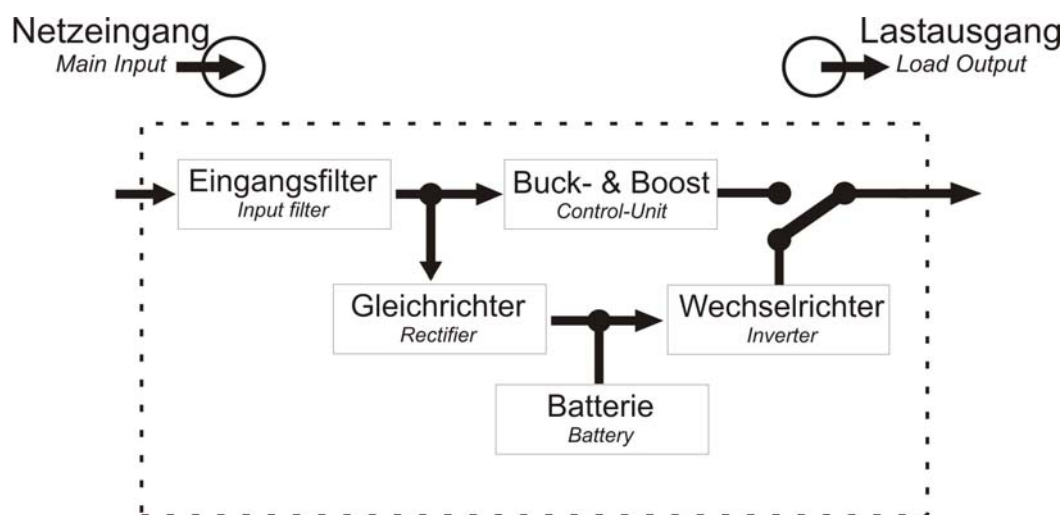 Netzeingang
Main Input
Lastausgang
Load Output
Eingangsfilter
Input filter
Buck- & Boost
Control-Unit
Gleichrichter
Rectifier
Wechselrichter
Inverter
Batterie
Battery